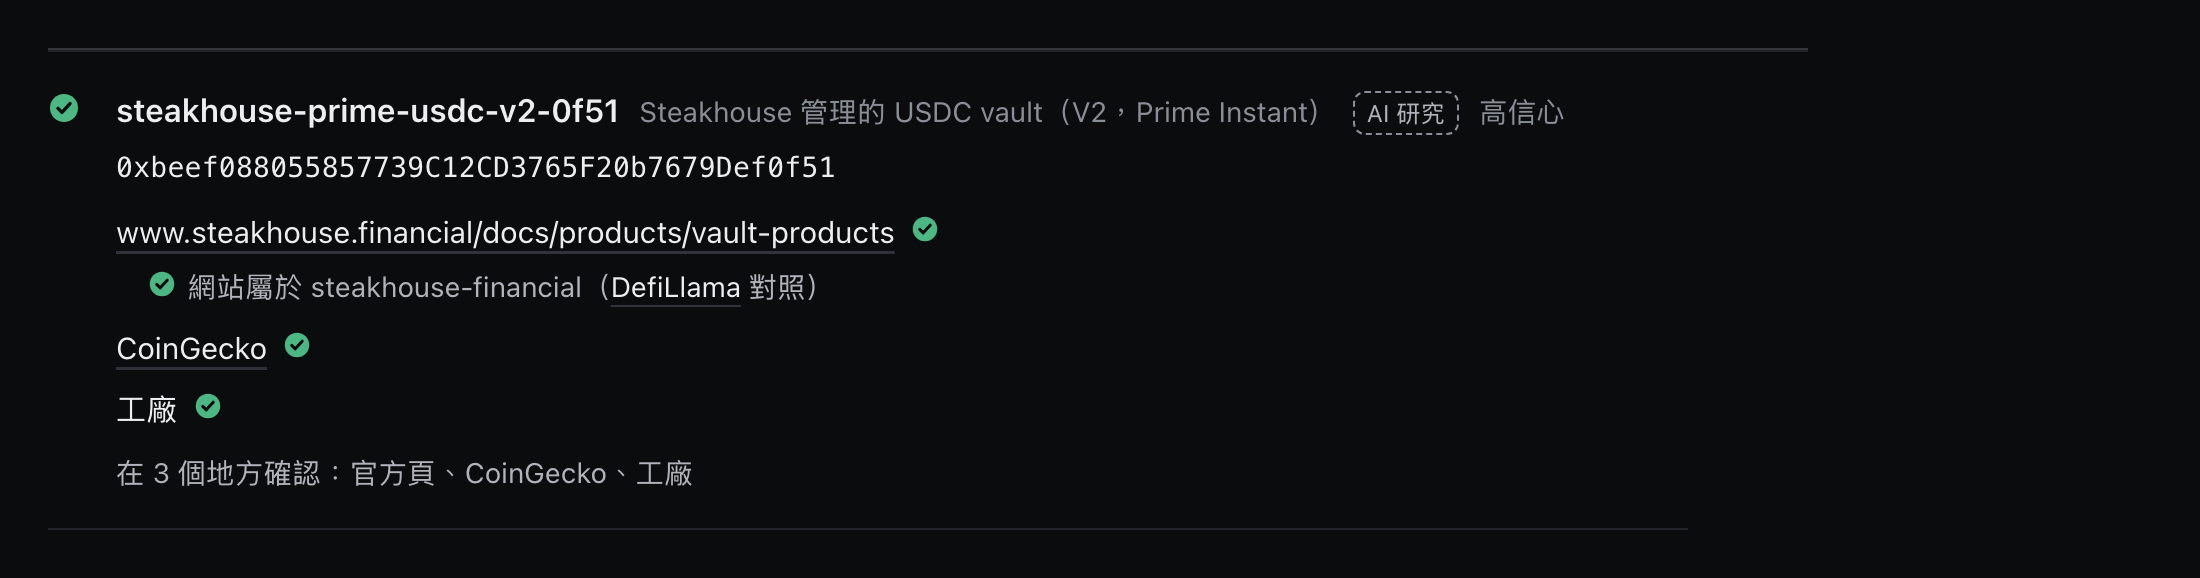 steakhouse-prime-usdc-v2-0f51 Steakhouse 管理的 USDC vault（V2，Prime Instant） AI 研究 高信心
0xbeef088055857739C12CD3765F20b7679Def0f51
www.steakhouse.financial/docs/products/vault-products
網站屬於 steakhouse-financial（DefiLlama 對照）
CoinGecko
工廠
在 3 個地方確認：官方頁、CoinGecko、工廠